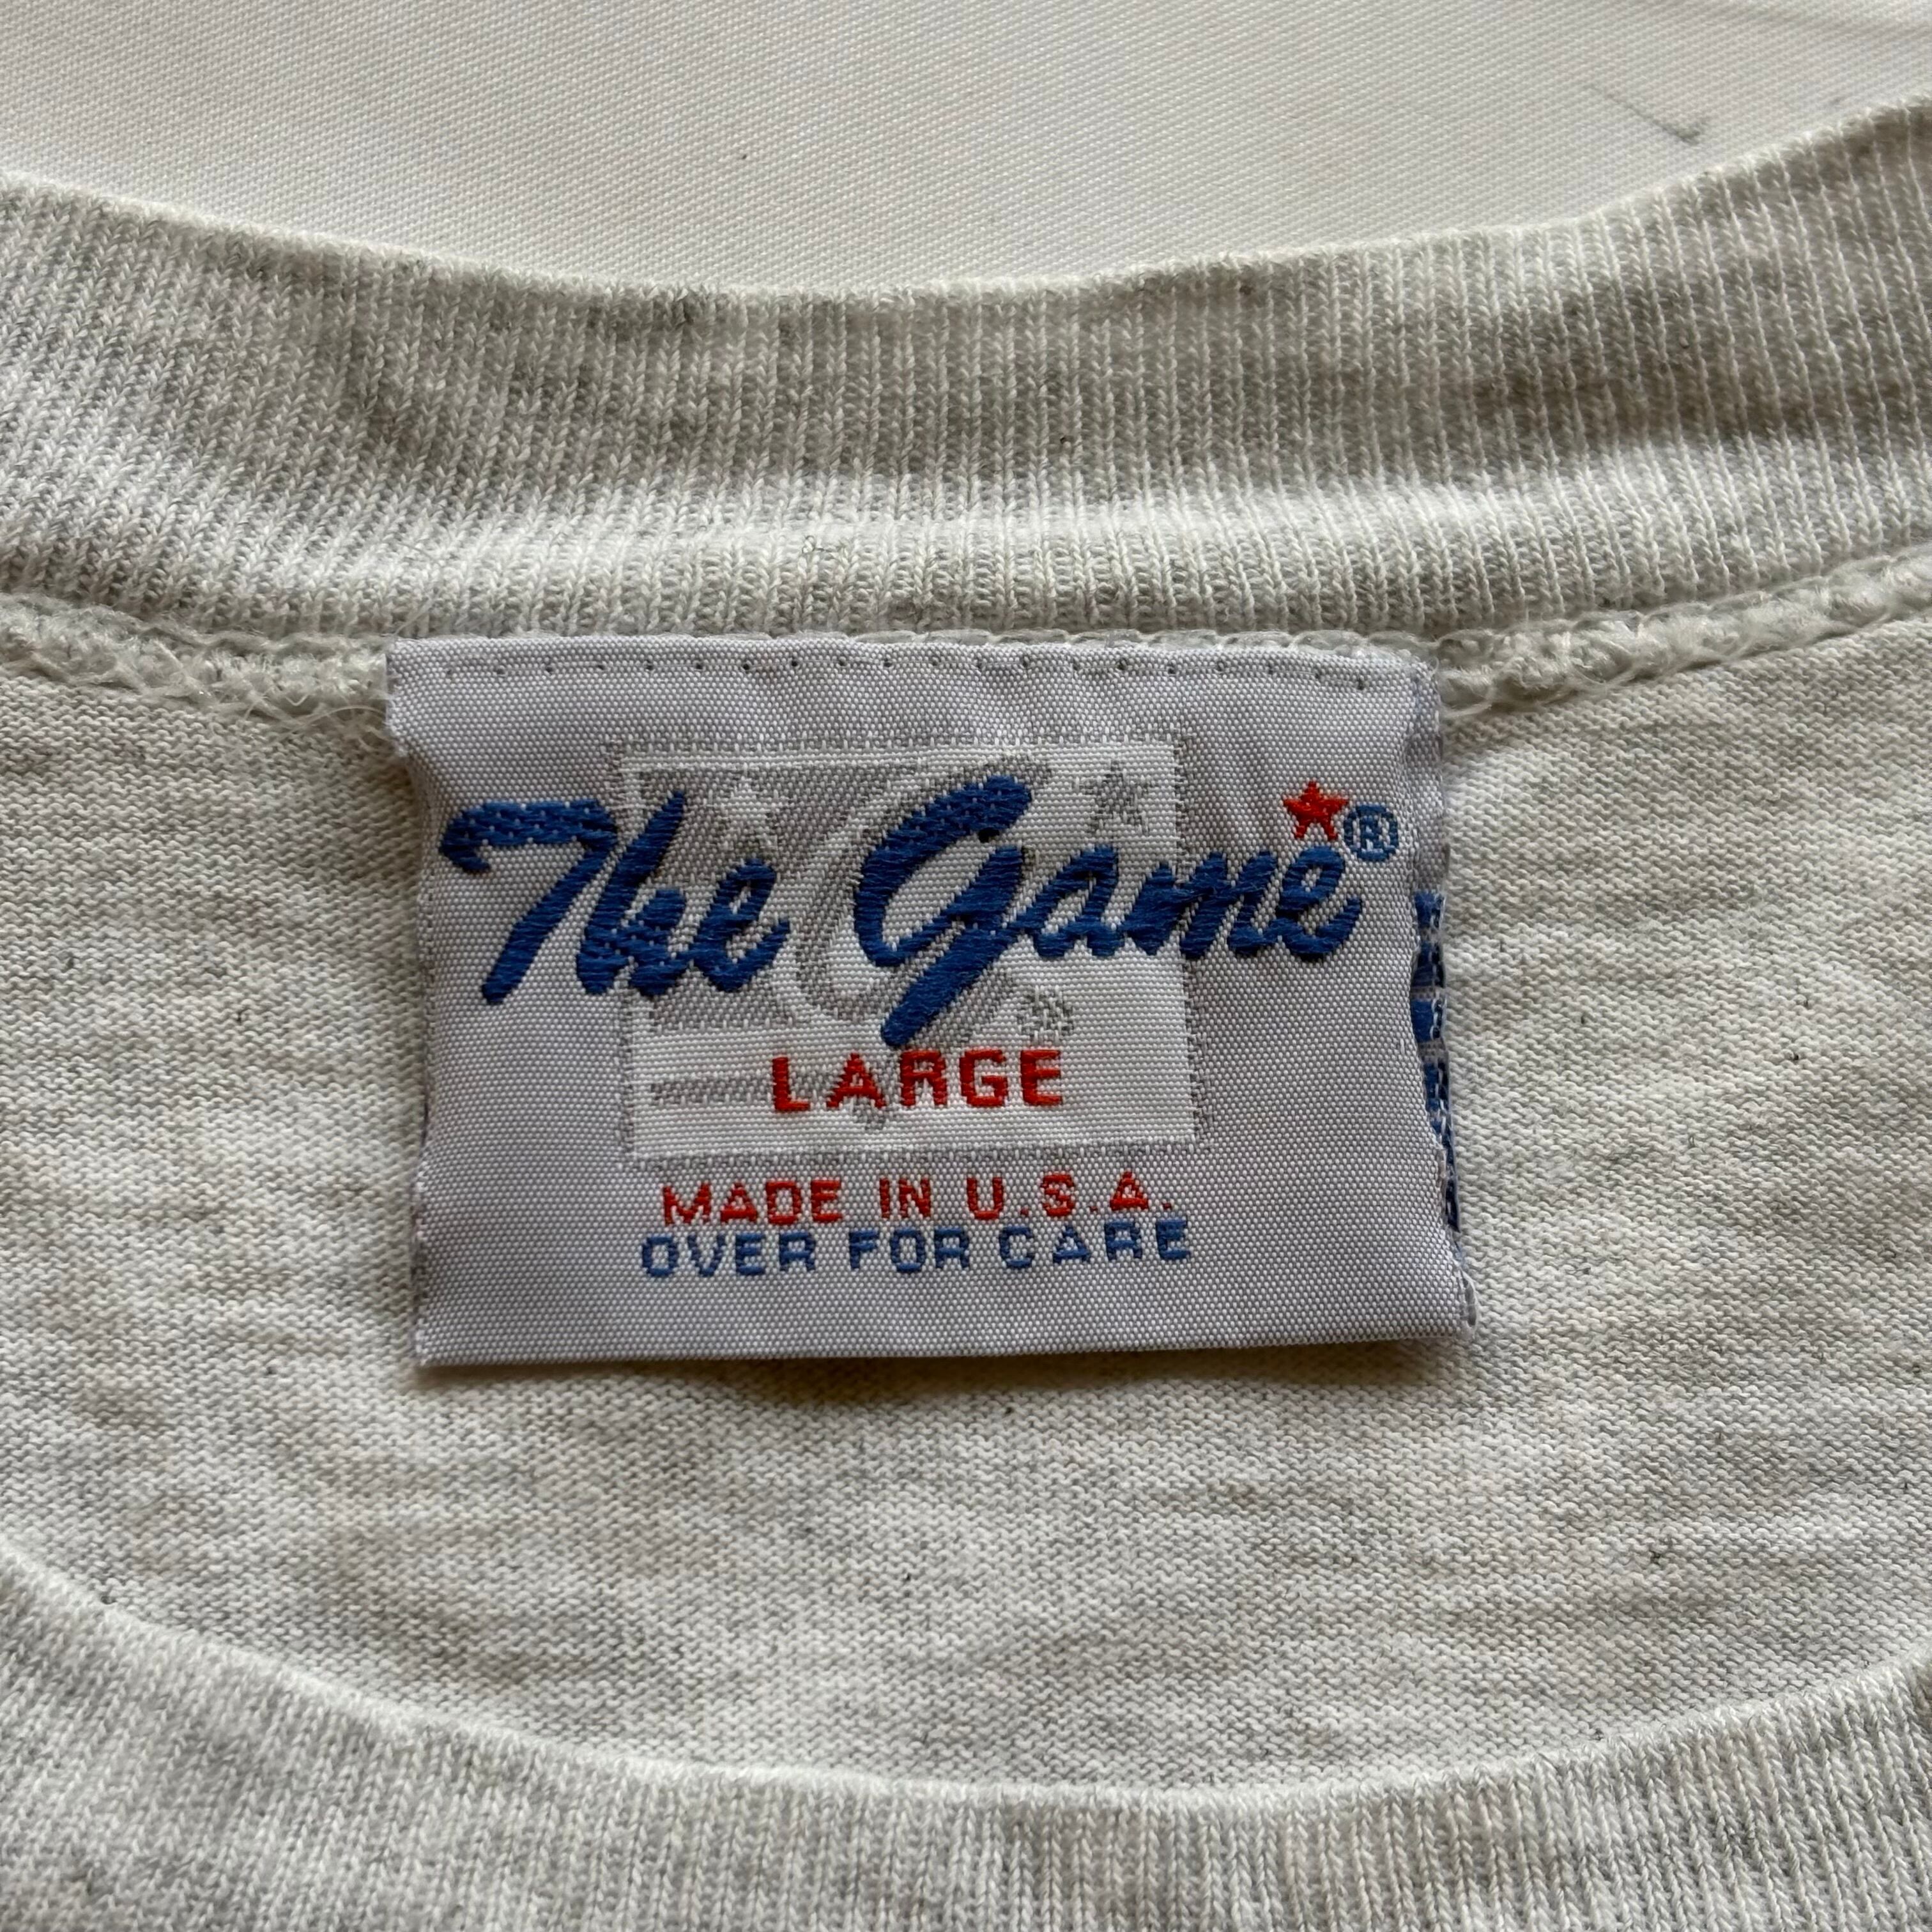 The Game®
LARGE
MADE IN U.S.A.
OVER FOR CARE